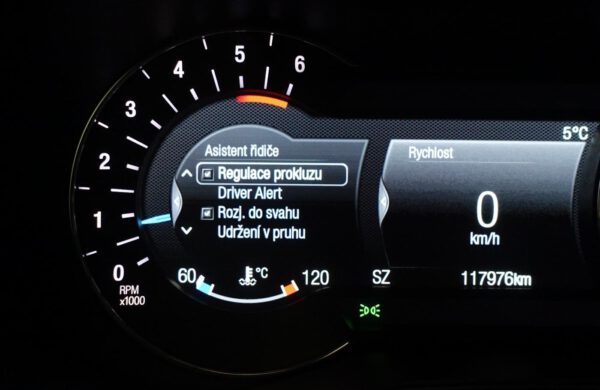 6
5
4
3
2
1
0
RPM
x1000
Asistent řidiče
Regulace prokluzu
Driver Alert
Rozj. do svahu
Udržení v pruhu
60 °C 120
5°C
Rychlost
0
km/h
SZ 117976km